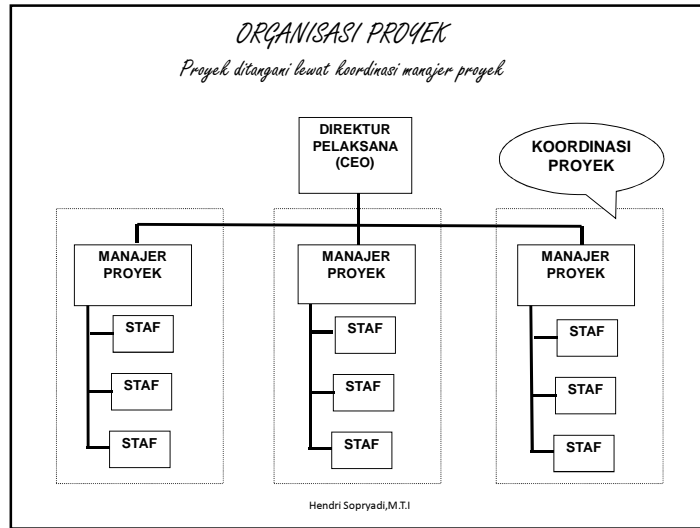 ORGANISASI PROYEK
Proyek ditangani lewat koordinasi manajer proyek
DIREKTUR
PELAKSANA
(CEO)
KOORDINASI
PROYEK
MANAJER
PROYEK
STAF
STAF
STAF
MANAJER
PROYEK
STAF
STAF
STAF
MANAJER
PROYEK
STAF
STAF
STAF
Hendri Sopryadi,M.T.I